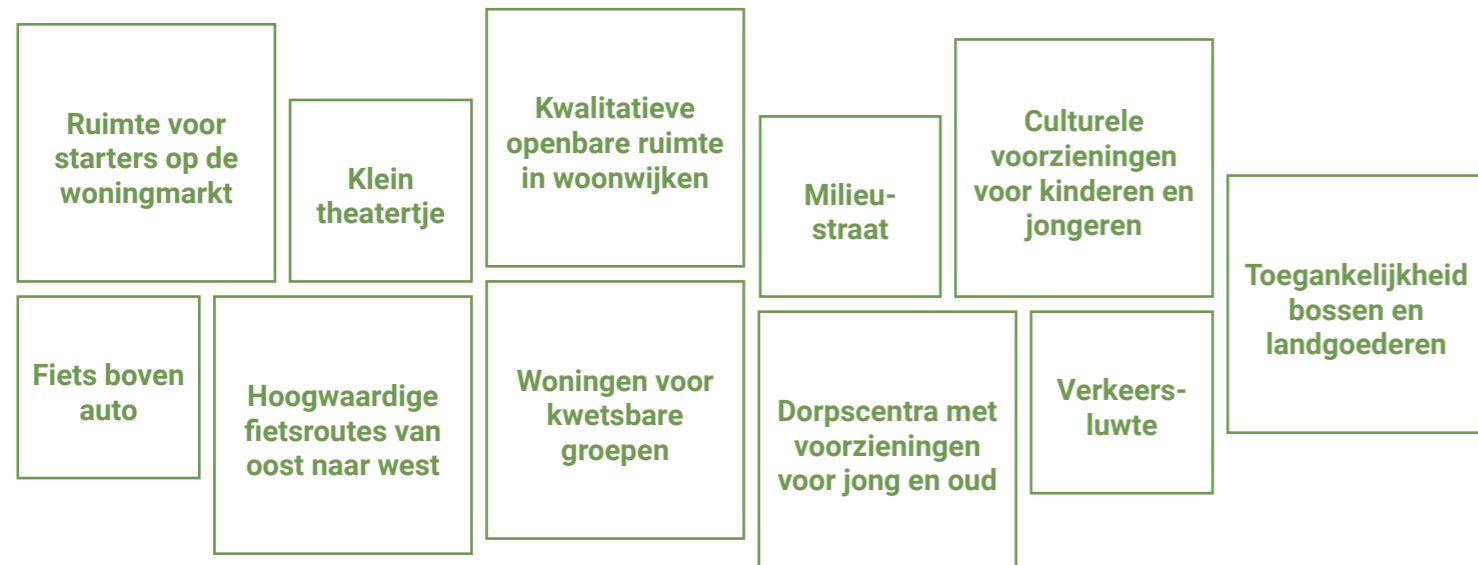 Ruimte voor
starters op de
woningmarkt
Klein
theatertje
Kwalitatieve
openbare ruimte
in woonwijken
Milieu-
straat
Culturele
voorzieningen
voor kinderen en
jongeren
Toegankelijkheid
bossen en
landgoederen
Fiets boven
auto
Hoogwaardige
fietsroutes van
oost naar west
Woningen voor
kwetsbare
groepen
Dorpscentra met
voorzieningen
voor jong en oud
Verkeers-
luwte